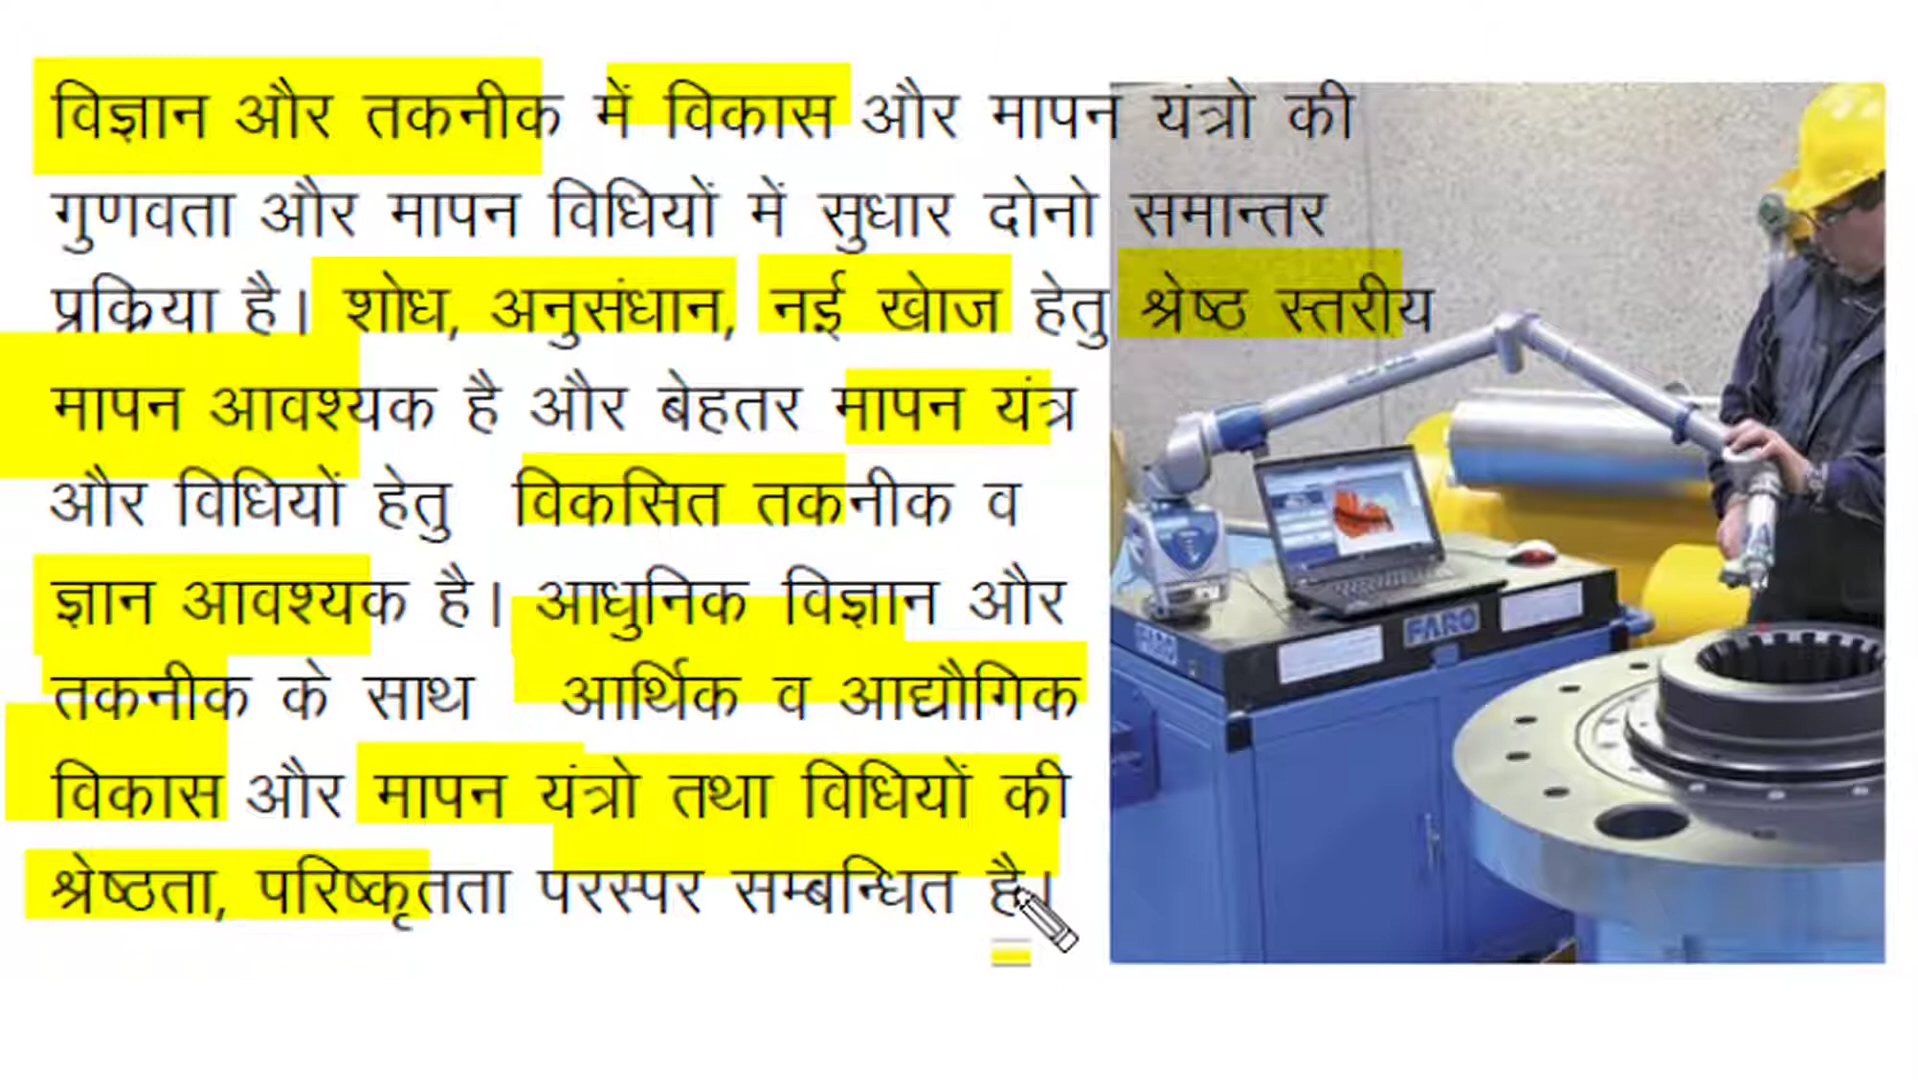 विज्ञान और तकनीक में विकास और मापन यंत्रो की
गुणवता और मापन विधियों में सुधार दोनो समान्तर
प्रक्रिया है। शोध, अनुसंधान, नई खेाज हेतु श्रेष्ठ स्तरीय
मापन आवश्यक है और बेहतर मापन यंत्र
और विधियों हेतु विकसित तकनीक व
ज्ञान आवश्यक है। आधुनिक विज्ञान और
तकनीक के साथ आर्थिक व आद्यौगिक
विकास और मापन यंत्रो तथा विधियों की
श्रेष्ठता, परिष्कृतता परस्पर सम्बन्धित है।
FARO
FARO